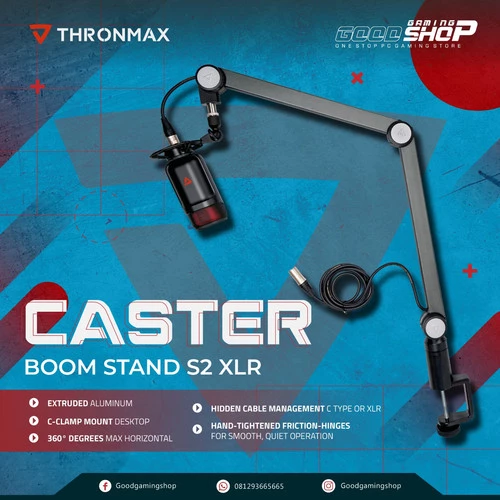 THRONMAX
GAMING
GOOD SHOP
ONE STOP PC GAMING STORE
CASTER
BOOM STAND S2 XLR
EXTRUDED ALUMINUM
C-CLAMP MOUNT DESKTOP
360° DEGREES MAX HORIZONTAL
HIDDEN CABLE MANAGEMENT C TYPE OR XLR
HAND-TIGHTENED FRICTION-HINGES
FOR SMOOTH, QUIET OPERATION
Goodgamingshop
081293665665
Goodgamingshop